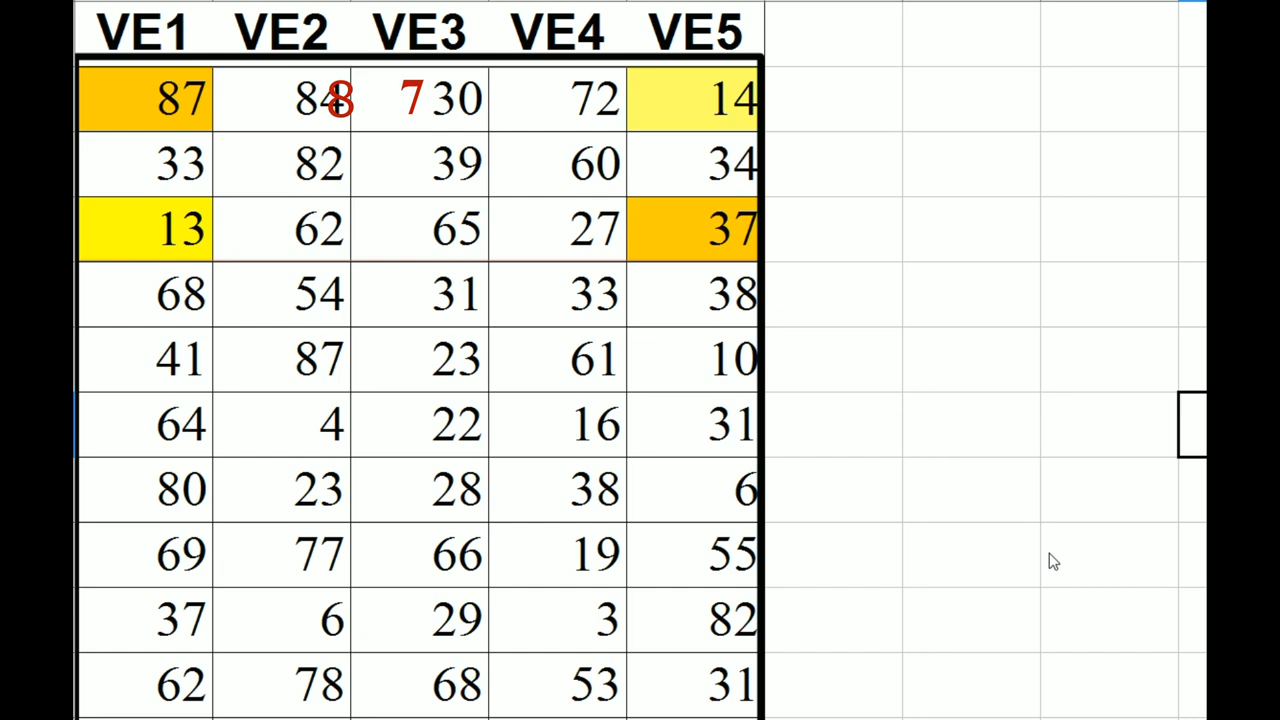 VE1 VE2 VE3 VE4 VE5
87 84 8 7 30 72 14
33 82 39 60 34
13 62 65 27 37
68 54 31 33 38
41 87 23 61 10
64 4 22 16 31
80 23 28 38 6
69 77 66 19 55
37 6 29 3 82
62 78 68 53 31